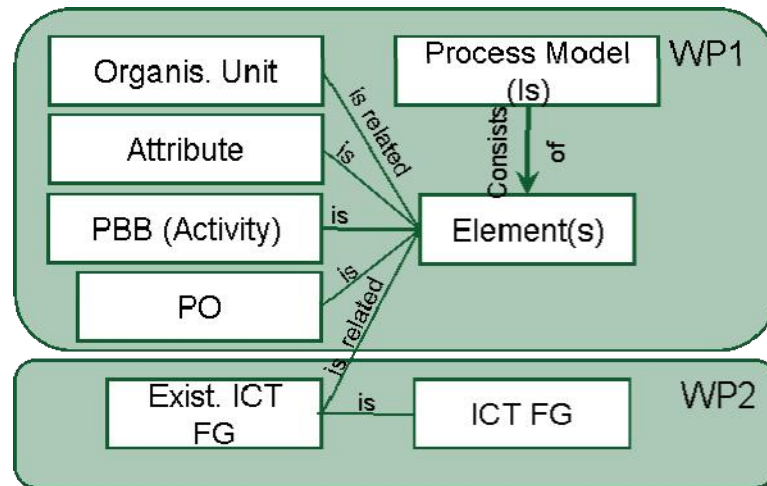 Organis. Unit
Process Model
(Is)
WP1
is related
Attribute
is
Consists
of
PBB (Activity)
is
Element(s)
is
PO
is related
Exist. ICT
FG
is
ICT FG
WP2